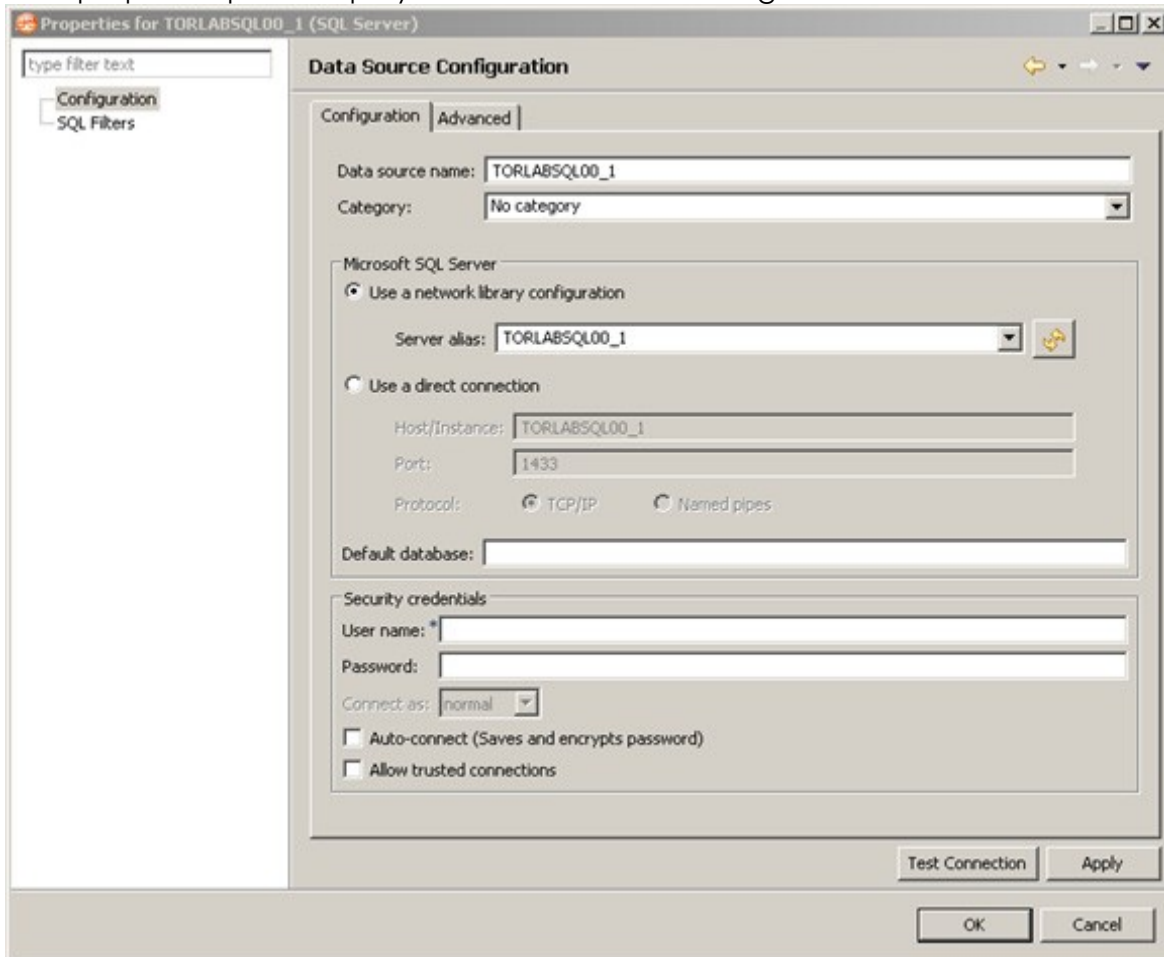 Properties for TORLABSQL00_1 (SQL Server)
type filter text
Configuration
SQL Filters
Data Source Configuration
Configuration
Advanced
Data source name: TORLABSQL00_1
Category: No category
Microsoft SQL Server
Use a network library configuration
Server alias: TORLABSQL00_1
Use a direct connection
Host/Instance: TORLABSQL00_1
Port: 1433
Protocol: TCP/IP Named pipes
Default database:
Security credentials
User name: *
Password:
Connect as: normal
Auto-connect (Saves and encrypts password)
Allow trusted connections
Test Connection Apply
OK Cancel